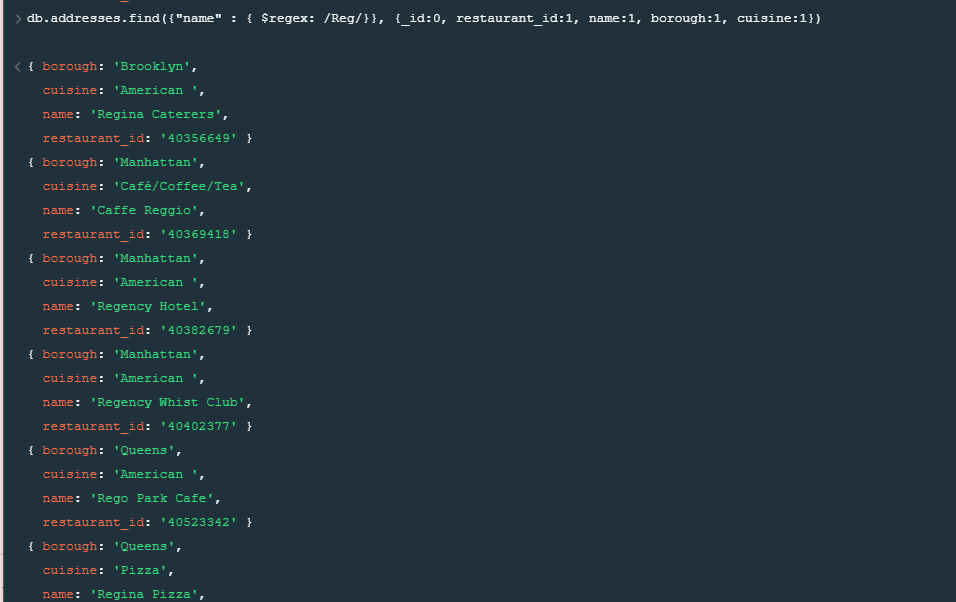 > db.addresses.find({"name" : { $regex: /Reg/}}, {_id:0, restaurant_id:1, name:1, borough:1, cuisine:1})
< { borough: 'Brooklyn',
cuisine: 'American ',
name: 'Regina Caterers',
restaurant_id: '40356649' }
{ borough: 'Manhattan',
cuisine: 'Café/Coffee/Tea',
name: 'Caffe Reggio',
restaurant_id: '40369418' }
{ borough: 'Manhattan',
cuisine: 'American ',
name: 'Regency Hotel',
restaurant_id: '40382679' }
{ borough: 'Manhattan',
cuisine: 'American ',
name: 'Regency Whist Club',
restaurant_id: '40402377' }
{ borough: 'Queens',
cuisine: 'American ',
name: 'Rego Park Cafe',
restaurant_id: '40523342' }
{ borough: 'Queens',
cuisine: 'Pizza',
name: 'Regina Pizza',